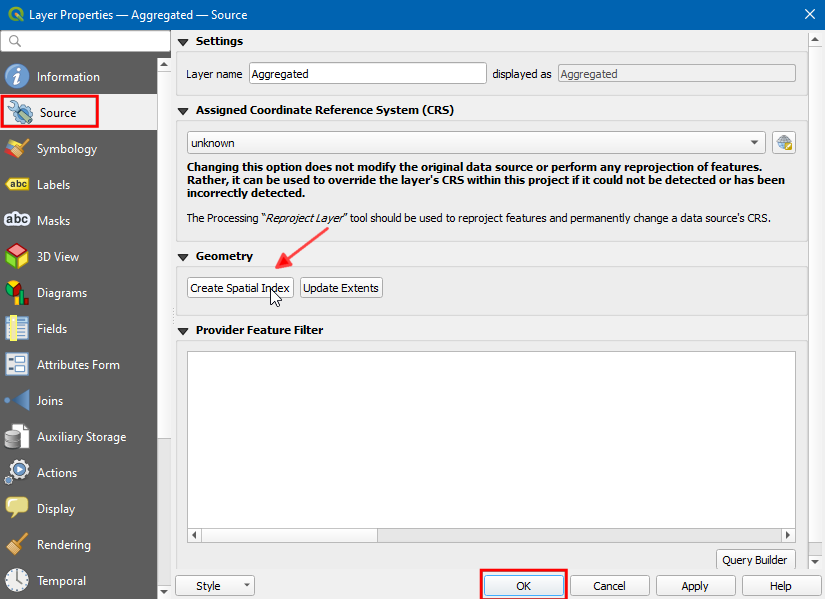 Layer Properties — Aggregated — Source
Information
Source
Symbology
abc Labels
abc Masks
3D View
Diagrams
Fields
Attributes Form
Joins
Auxiliary Storage
Actions
Display
Rendering
Temporal
Settings
Layer name Aggregated displayed as Aggregated
Assigned Coordinate Reference System (CRS)
unknown
Changing this option does not modify the original data source or perform any reprojection of features.
Rather, it can be used to override the layer's CRS within this project if it could not be detected or has been
incorrectly detected.
The Processing “Reproject Layer” tool should be used to reproject features and permanently change a data source's CRS.
Geometry
Create Spatial Index Update Extents
Provider Feature Filter
Query Builder
Style OK Cancel Apply Help